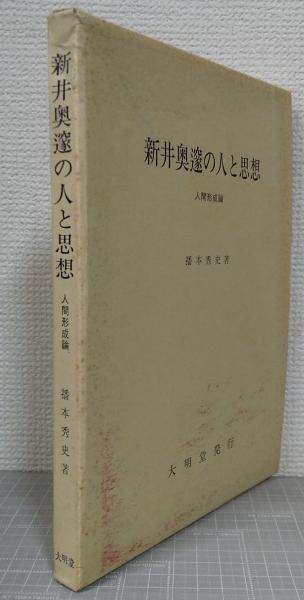 新井奥邃の人と思想
人間形成論
播本秀史著
大明堂発行
新井奥邃の人と思想
人間形成論
播本秀史著
大明堂